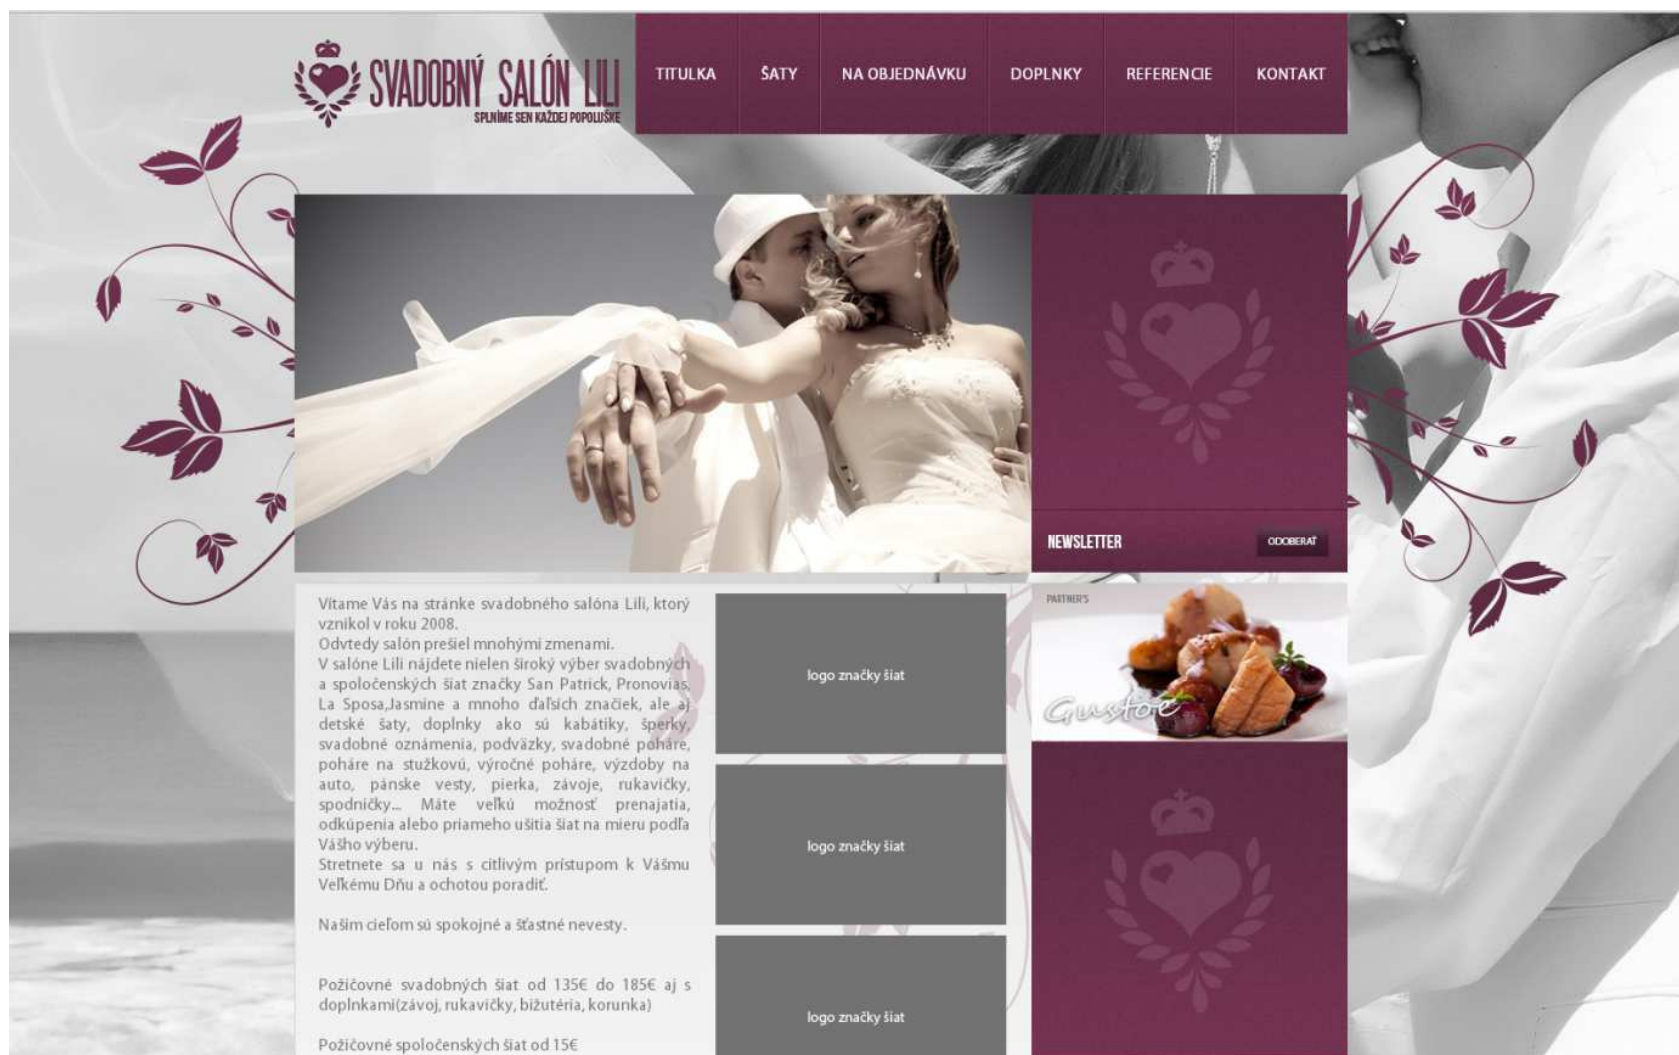 SVADOBNÝ SALÓN LILI
SPLNÍME SEN KAŽDEJ POPOLUŠKE
TITULKA
ŠATY
NA OBJEDNÁVKU
DOPLNKY
REFERENCIE
KONTAKT
NEWSLETTER
ODOBERAŤ
Vítame Vás na stránke svadobného salóna Lili, ktorý
vznikol v roku 2008.
Odvtedy salón prešiel mnohými zmenami.
V salóne Lili nájdete nielen široký výber svadobných
a spoločenských šiat značky San Patrick, Pronovias,
La Sposa,Jasmine a mnoho ďaľsích značiek, ale aj
detské šaty, doplnky ako sú kabátiky, šperky,
svadobné oznámenia, podväzky, svadobné poháre,
poháre na stužkovú, výročné poháre, výzdoby na
auto, pánske vesty, pierka, závoje, rukavičky,
spodničky... Máte veľkú možnosť prenajatia,
odkúpenia alebo priameho ušitia šiat na mieru podľa
Vášho výberu.
Stretnete sa u nás s citlivým prístupom k Vášmu
Veľkému Dňu a ochotou poradiť.
Našim cieľom sú spokojné a šťastné nevesty.
Požičovné svadobných šiat od 135€ do 185€ aj s
doplnkami(závoj, rukavičky, bižutéria, korunka)
Požičovné spoločenských šiat od 15€
logo značky šiat
logo značky šiat
logo značky šiat
PARTNER'S
Gustoe